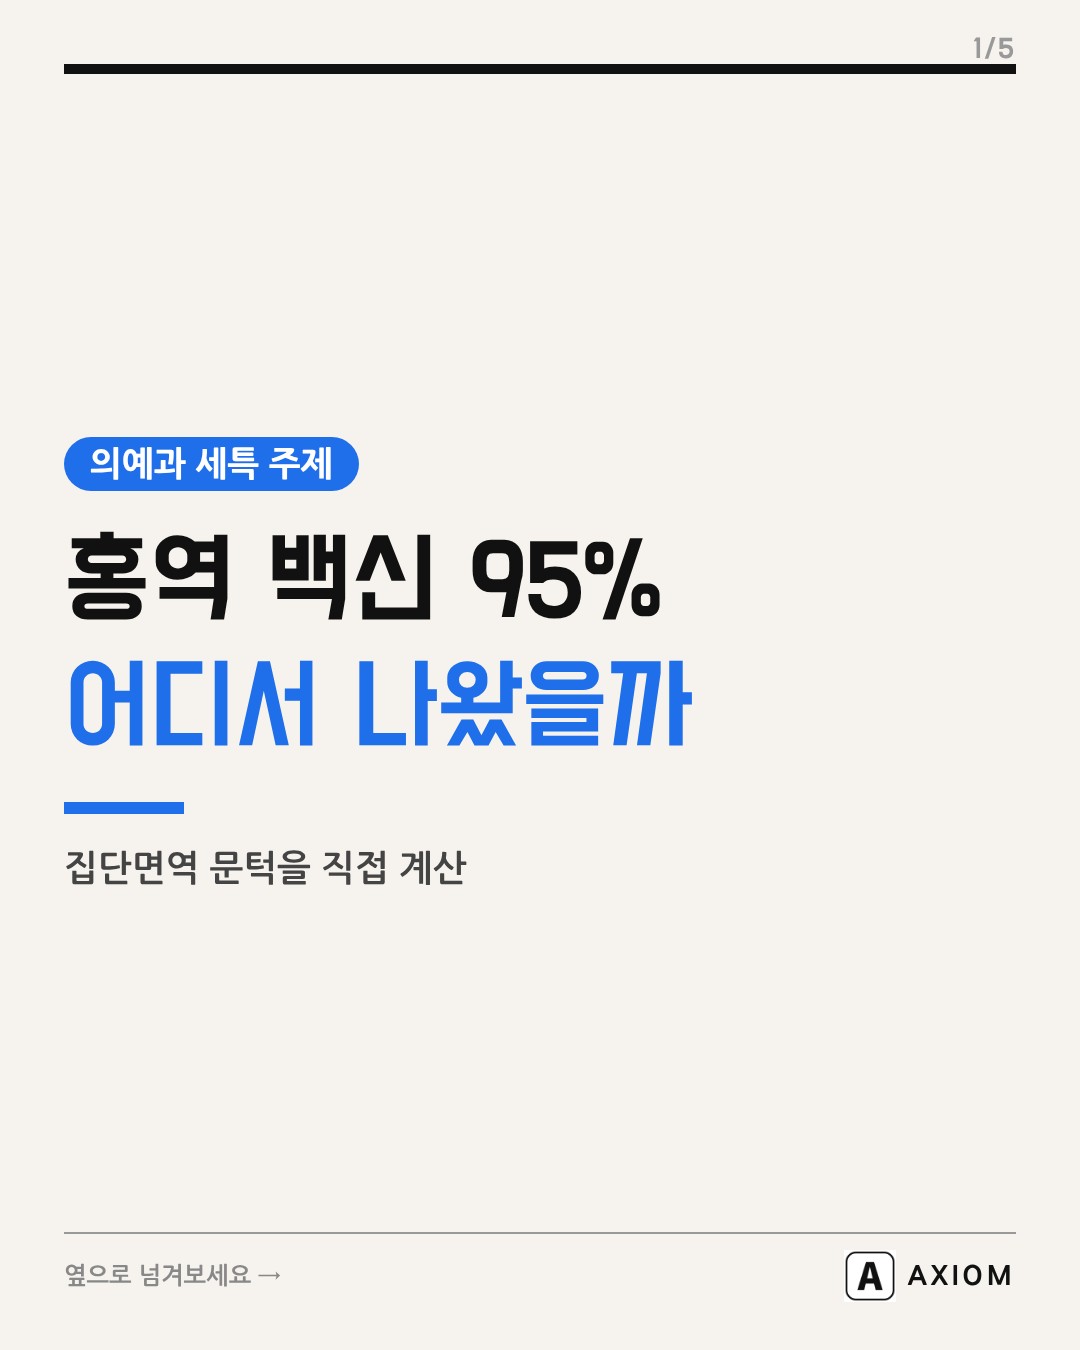 1/5
의예과 세특 주제
홍역 백신 95%
어디서 나왔을까
집단면역 문턱을 직접 계산
옆으로 넘겨보세요 →
A AXIOM